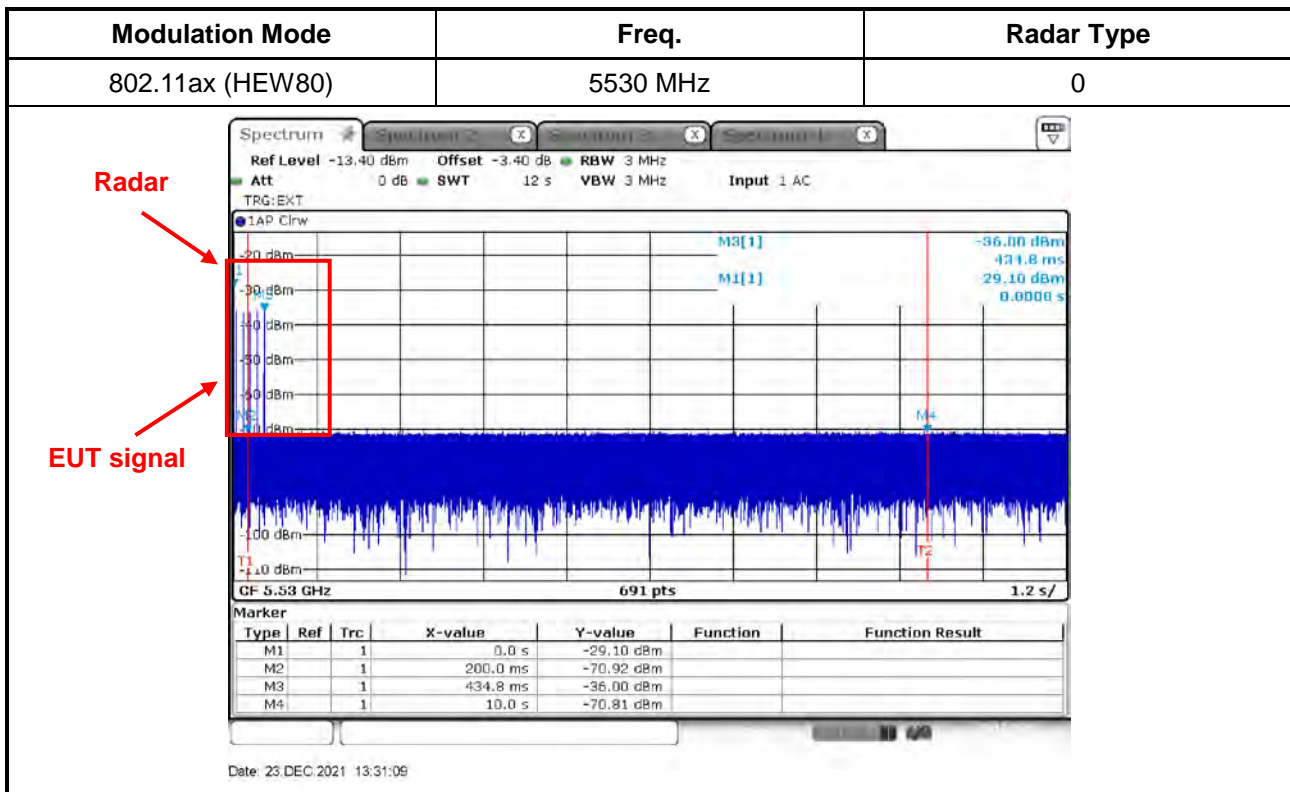 Modulation Mode Freq. Radar Type
802.11ax (HEW80) 5530 MHz 0
Spectrum
Ref Level -13.40 dBm Offset -3.40 dB RBW 3 MHz
Att 0 dB SWT 12 s VBW 3 MHz Input 1 AC
TRG:EXT
1AP Clrw
Radar
EUT signal
M3[1] -36.00 dBm
434.8 ms
M1[1] -29.10 dBm
0.0000 s
-20 dBm
1
-30 dBm
M3
-40 dBm
-50 dBm
-60 dBm
M2
M4
dBm
-100 dBm
T1
T2
-110 dBm
CF 5.53 GHz 691 pts 1.2 s/
Marker
Type Ref Trc X-value Y-value Function Function Result
M1 1 0.0 s -29.10 dBm
M2 1 200.0 ms -70.92 dBm
M3 1 434.8 ms -36.00 dBm
M4 1 10.0 s -70.81 dBm
Date: 23.DEC.2021 13:31:09